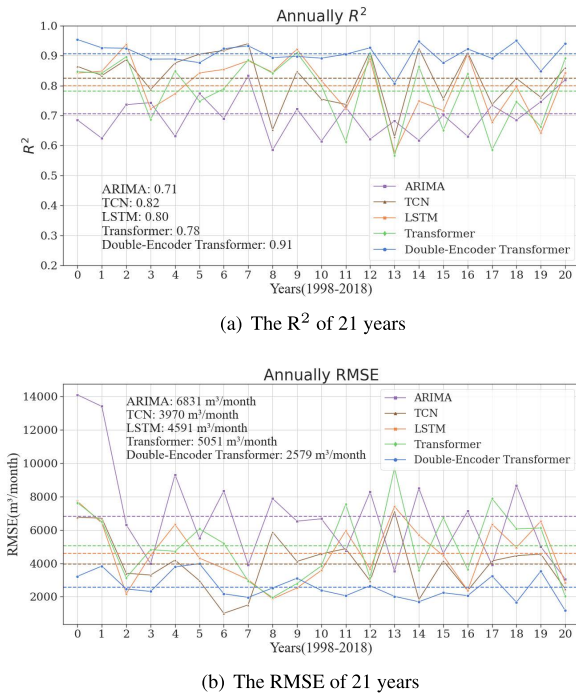 Annually R²
1.0
0.9
0.8
0.7
0.6
0.5
0.4
0.3
0.2
R²
ARIMA: 0.71
TCN: 0.82
LSTM: 0.80
Transformer: 0.78
Double-Encoder Transformer: 0.91
ARIMA
TCN
LSTM
Transformer
Double-Encoder Transformer
0 1 2 3 4 5 6 7 8 9 10 11 12 13 14 15 16 17 18 19 20
Years(1998-2018)
(a) The R² of 21 years
Annually RMSE
14000
12000
10000
8000
6000
4000
2000
RMSE(m³/month)
ARIMA: 6831 m³/month
TCN: 3970 m³/month
LSTM: 4591 m³/month
Transformer: 5051 m³/month
Double-Encoder Transformer: 2579 m³/month
ARIMA
TCN
LSTM
Transformer
Double-Encoder Transformer
0 1 2 3 4 5 6 7 8 9 10 11 12 13 14 15 16 17 18 19 20
Years(1998-2018)
(b) The RMSE of 21 years